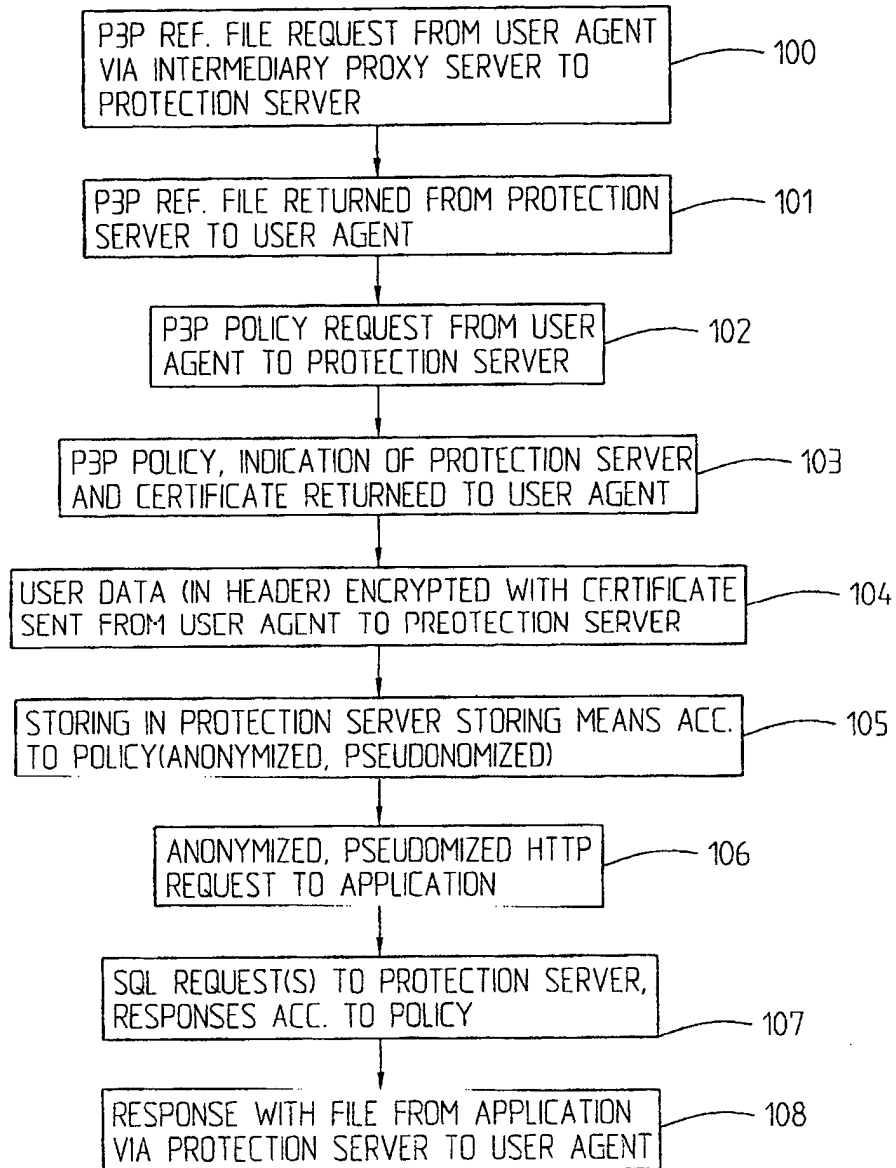 P3P REF. FILE REQUEST FROM USER AGENT
VIA INTERMEDIARY PROXY SERVER TO
PROTECTION SERVER
100
P3P REF. FILE RETURNED FROM PROTECTION
SERVER TO USER AGENT
101
P3P POLICY REQUEST FROM USER
AGENT TO PROTECTION SERVER
102
P3P POLICY, INDICATION OF PROTECTION SERVER
AND CERTIFICATE RETURNEED TO USER AGENT
103
USER DATA (IN HEADER) ENCRYPTED WITH CERTIFICATE
SENT FROM USER AGENT TO PREOTECTION SERVER
104
STORING IN PROTECTION SERVER STORING MEANS ACC.
TO POLICY(ANONYMIZED, PSEUDONOMIZED)
105
ANONYMIZED, PSEUDOMIZED HTTP
REQUEST TO APPLICATION
106
SQL REQUEST(S) TO PROTECTION SERVER,
RESPONSES ACC. TO POLICY
107
RESPONSE WITH FILE FROM APPLICATION
VIA PROTECTION SERVER TO USER AGENT
108